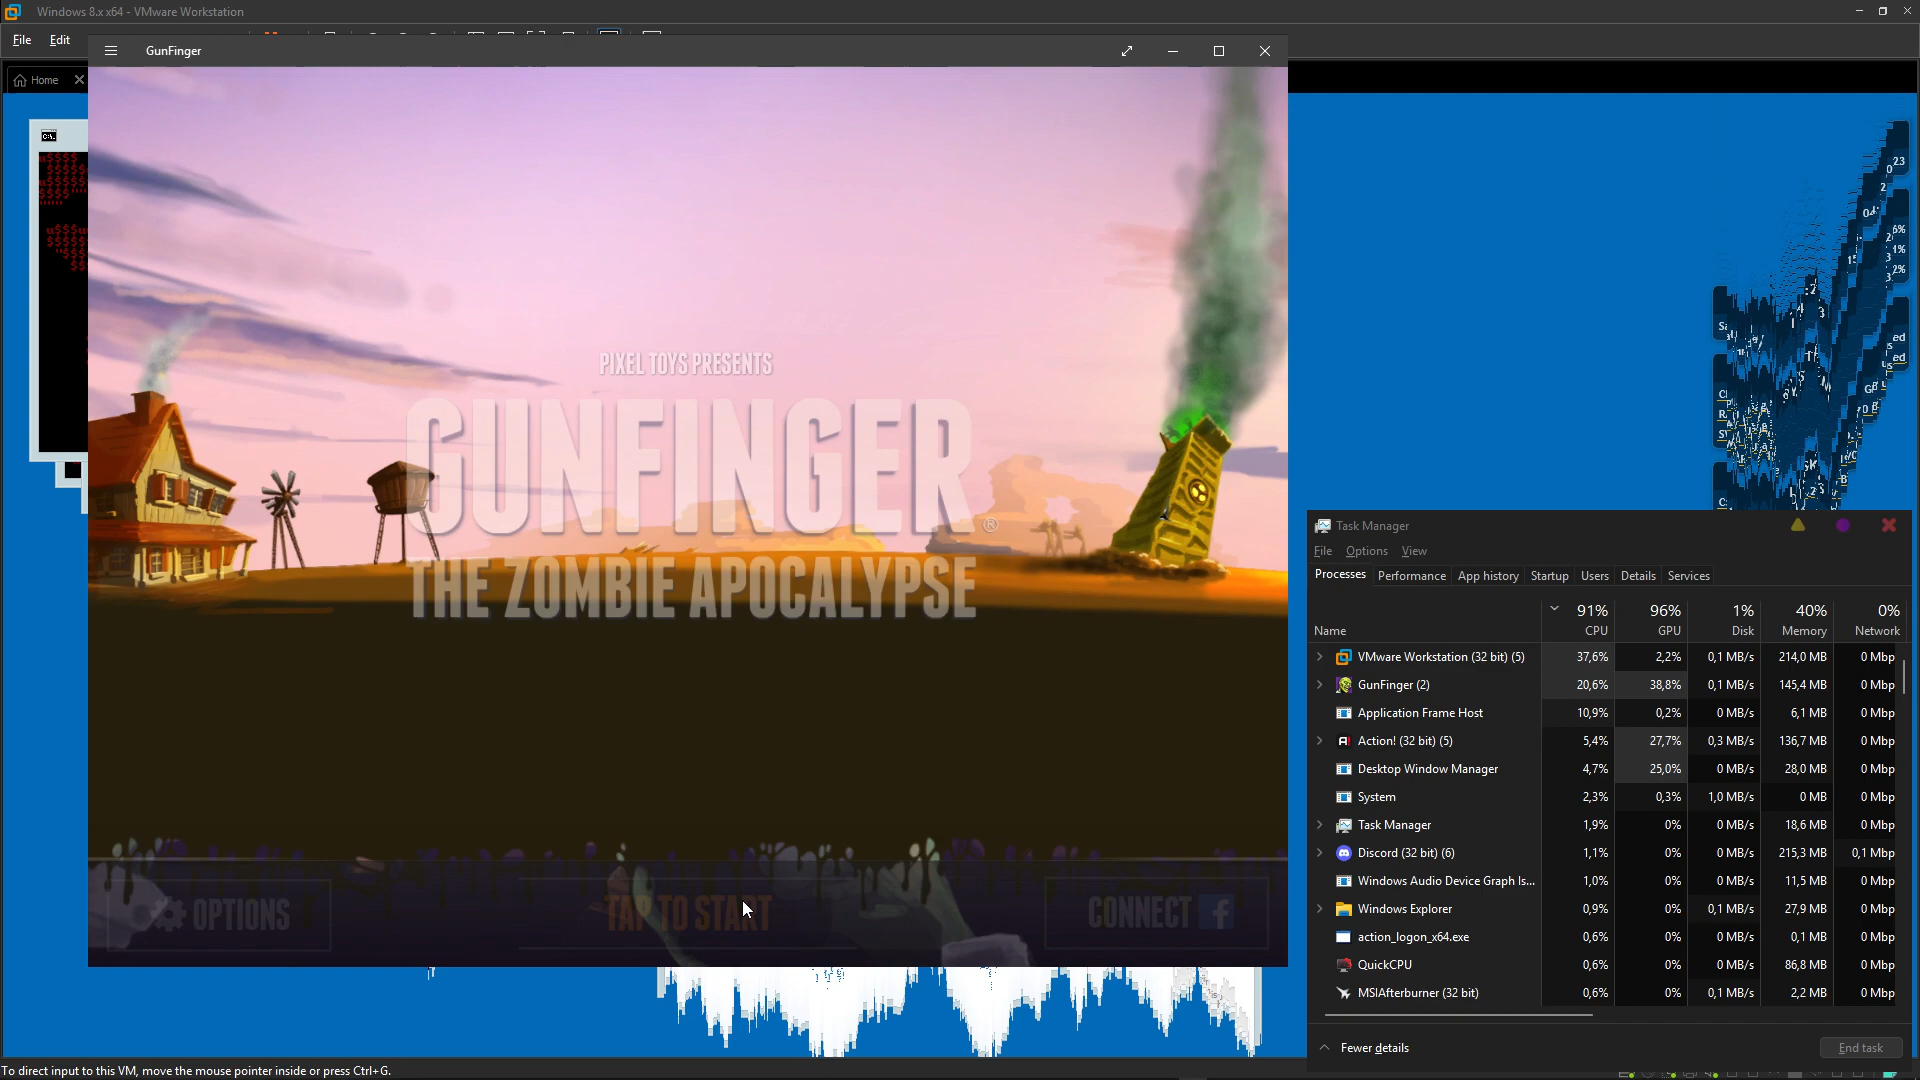 Windows 8.x x64 - VMware Workstation
File Edit
GunFinger
Home
PIXEL TOYS PRESENTS
GUNFINGER®
THE ZOMBIE APOCALYPSE
OPTIONS
TAP TO START
CONNECT f
Task Manager
File Options View
Processes Performance App history Startup Users Details Services
91% 96% 1% 40% 0%
Name CPU GPU Disk Memory Network
VMware Workstation (32 bit) (5) 37,6% 2,2% 0,1 MB/s 214,0 MB 0 Mbp
GunFinger (2) 20,6% 38,8% 0,1 MB/s 145,4 MB 0 Mbp
Application Frame Host 10,9% 0,2% 0 MB/s 6,1 MB 0 Mbp
Action! (32 bit) (5) 5,4% 27,7% 0,3 MB/s 136,7 MB 0 Mbp
Desktop Window Manager 4,7% 25,0% 0 MB/s 28,0 MB 0 Mbp
System 2,3% 0,3% 1,0 MB/s 0 MB 0 Mbp
Task Manager 1,9% 0% 0 MB/s 18,6 MB 0 Mbp
Discord (32 bit) (6) 1,1% 0% 0 MB/s 215,3 MB 0,1 Mbp
Windows Audio Device Graph Is... 1,0% 0% 0 MB/s 11,5 MB 0 Mbp
Windows Explorer 0,9% 0% 0,1 MB/s 27,9 MB 0 Mbp
action_logon_x64.exe 0,6% 0% 0 MB/s 0,1 MB 0 Mbp
QuickCPU 0,6% 0% 0 MB/s 86,8 MB 0 Mbp
MSIAfterburner (32 bit) 0,6% 0% 0,1 MB/s 2,2 MB 0 Mbp
Fewer details
End task
To direct input to this VM, move the mouse pointer inside or press Ctrl+G.